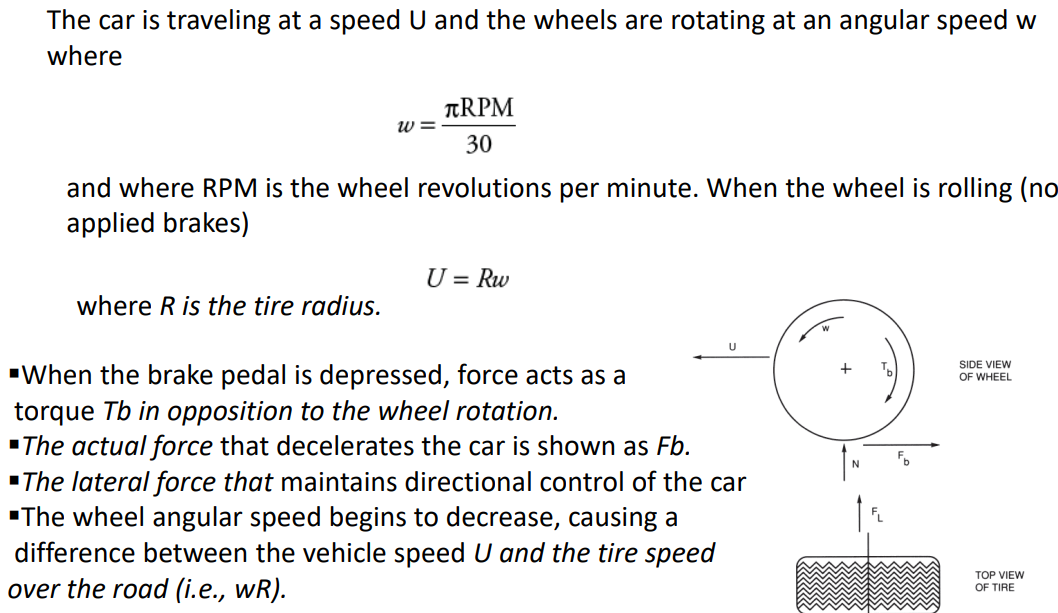 The car is traveling at a speed U and the wheels are rotating at an angular speed w
where
w = πRPM / 30
and where RPM is the wheel revolutions per minute. When the wheel is rolling (no
applied brakes)
U = Rw
where R is the tire radius.
▪When the brake pedal is depressed, force acts as a
torque Tb in opposition to the wheel rotation.
▪The actual force that decelerates the car is shown as Fb.
▪The lateral force that maintains directional control of the car
▪The wheel angular speed begins to decrease, causing a
difference between the vehicle speed U and the tire speed
over the road (i.e., wR).
U
w
Tb
SIDE VIEW
OF WHEEL
N
Fb
FL
TOP VIEW
OF TIRE